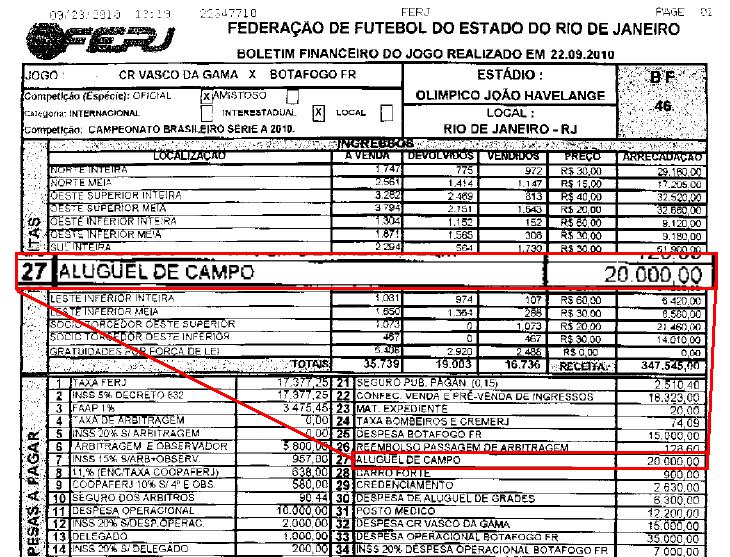 09/23/2010 13:19 22547710 FERJ PAGE 02
FERJ
FEDERAÇÃO DE FUTEBOL DO ESTADO DO RIO DE JANEIRO
BOLETIM FINANCEIRO DO JOGO REALIZADO EM 22.09.2010
JOGO : CR VASCO DA GAMA X BOTAFOGO FR ESTÁDIO : BF
Competição (Espécie): OFICIAL X AMISTOSO OLIMPICO JOÃO HAVELANGE 46
Categoria: INTERNACIONAL INTERESTADUAL X LOCAL LOCAL :
Competição: CAMPEONATO BRASILEIRO SERIE A 2010. RIO DE JANEIRO - RJ
INGRESSOS
LOCALIZAÇÃO A VENDA DEVOLVIDOS VENDIDOS PREÇO ARRECADAÇÃO
NORTE INTEIRA 1.747 775 972 R$ 30,00 29.160,00
NORTE MEIA 2.561 1.414 1.147 R$ 15,00 17.205,00
OESTE SUPERIOR INTEIRA 3.282 2.469 813 R$ 40,00 32.520,00
OESTE SUPERIOR MEIA 3.794 2.151 1.643 R$ 20,00 32.860,00
OESTE INFERIOR INTEIRA 1.304 1.152 152 R$ 60,00 9.120,00
OESTE INFERIOR MEIA 1.871 1.565 306 R$ 30,00 9.180,00
SUL INTEIRA 2.294 564 1.730 R$ 30,00 51.900,00
27 ALUGUEL DE CAMPO 20.000,00
LESTE INFERIOR INTEIRA 1.081 974 107 R$ 60,00 6.420,00
LESTE INFERIOR MEIA 1.650 1.364 286 R$ 30,00 8.580,00
SOCIO TORCEDOR OESTE SUPERIOR 1.073 0 1.073 R$ 20,00 21.460,00
SOCIO TORCEDOR OESTE INFERIOR 467 0 467 R$ 30,00 14.010,00
GRATUIDADES POR FORÇA DE LEI 5.406 2.920 2.486 R$ 0,00 0,00
TOTAIS 35.739 19.003 16.736 RECEITA: 347.545,00
PESAS A PAGAR
1 TAXA FERJ 17.377,25 21 SEGURO PUB. PAGAN. (0,15) 2.510,40
2 INSS 5% DECRETO 832 17.377,25 22 CONFEC. VENDA E PRÉ-VENDA DE INGRESSOS 18.323,00
3 FAAP 1% 3.475,45 23 MAT. EXPEDIENTE 20,00
4 TAXA DE ARBITRAGEM 0,00 24 TAXA BOMBEIROS E CREMERJ 74,09
5 INSS 20% S/ ARBITRAGEM 0,00 25 DESPESA BOTAFOGO FR 15.000,00
6 ARBITRAGEM E OBSERVADOR 5.800,00 26 REEMBOLSO PASSAGEM DE ARBITRAGEM 128,60
7 INSS 15% S/ARB+OBSERV. 957,00 27 ALUGUEL DE CAMPO 20.000,00
8 11,% (ENC/TAXA COOPAFERJ) 638,00 28 CARRO FORTE 900,00
9 COOPAFERJ 10% S/ 4º E OBS 580,00 29 CREDENCIAMENTO 2.630,00
10 SEGURO DOS ARBITROS 90,44 30 DESPESA DE ALUGUEL DE GRADES 6.300,00
11 DESPESA OPERACIONAL 10.000,00 31 POSTO MEDICO 12.200,00
12 INSS 20% S/DESP.OPERAC. 2.000,00 32 DESPESA CR VASCO DA GAMA 15.000,00
13 DELEGADO 1.000,00 33 DESPESA OPERACIONAL BOTAFOGO FR 35.000,00
14 INSS 20% S/ DELEGADO 200,00 34 INSS 20% DESPESA OPERACIONAL BOTAFOGO FR 7.000,00